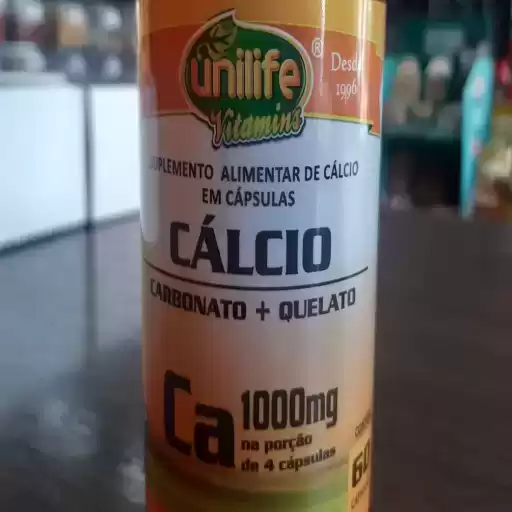 unilife
Vitamins
®
Desde
1996
SUPLEMENTO ALIMENTAR DE CÁLCIO
EM CÁPSULAS
CÁLCIO
CARBONATO + QUELATO
Ca 1000mg
na porção
de 4 cápsulas
60